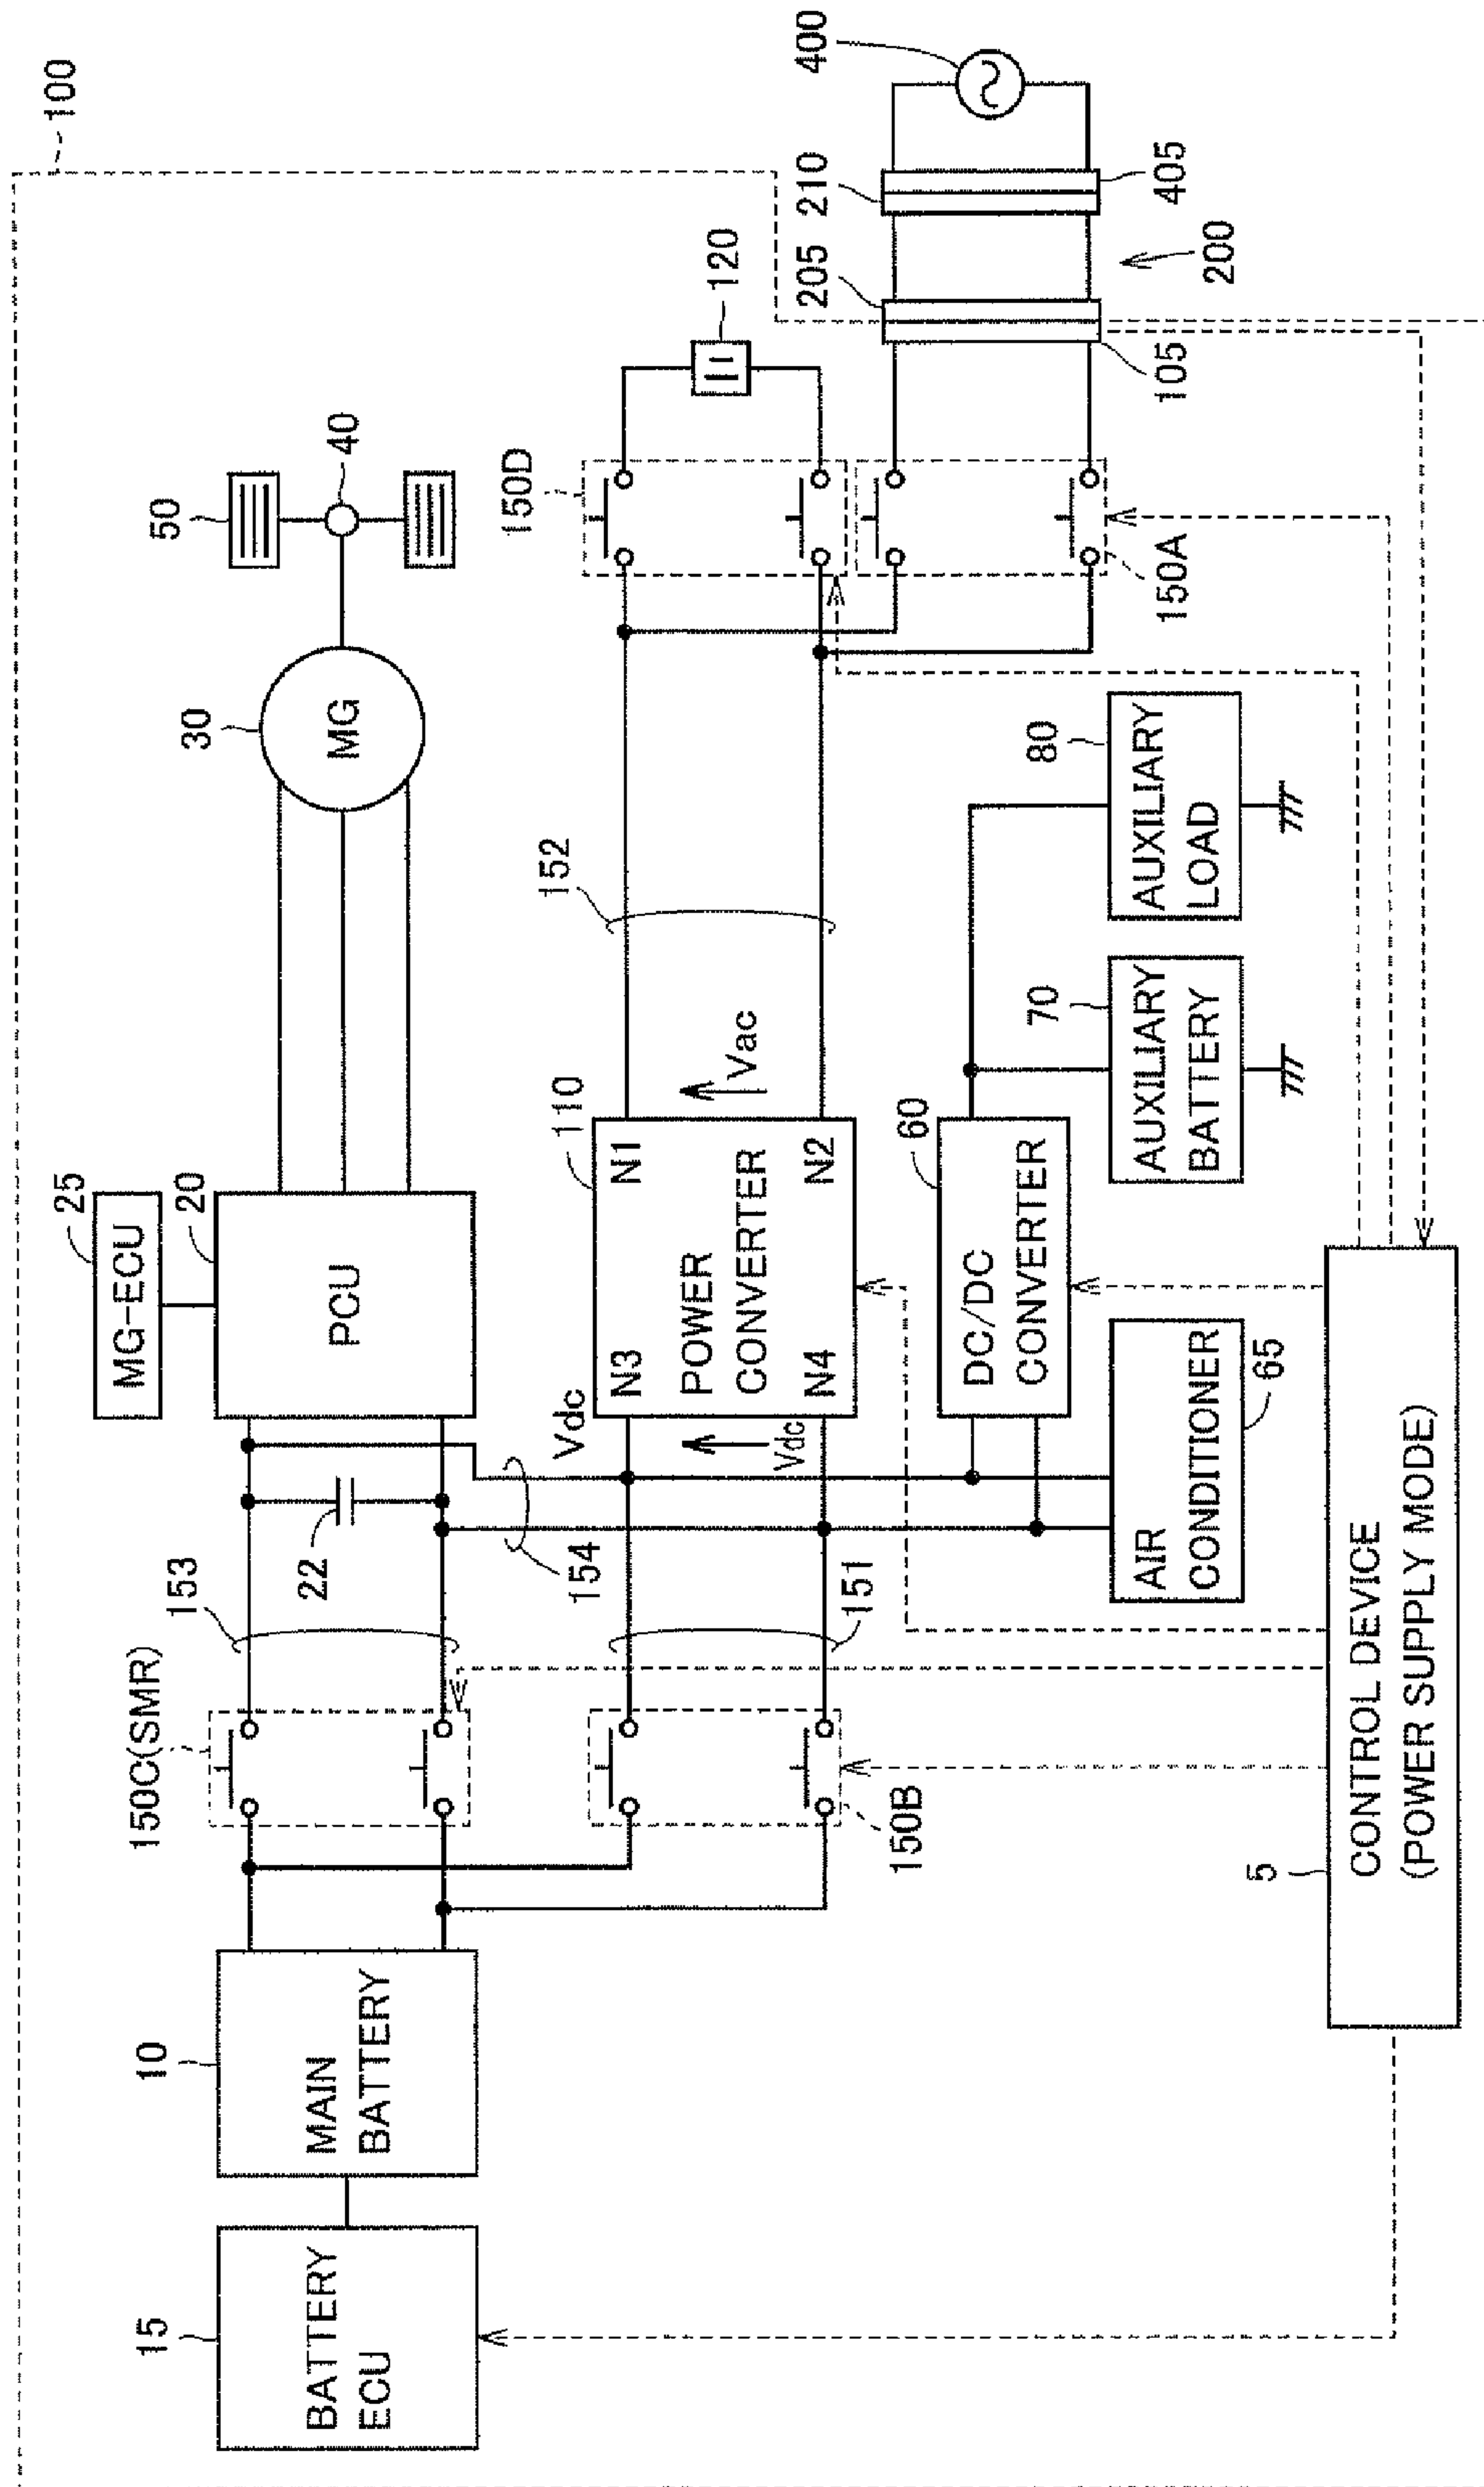 100
25
MG-ECU
20
PCU
30
MG
50
40
150C(SMR)
153
22
154
Vdc
10
MAIN
BATTERY
15
BATTERY
ECU
151
150B
110
N3
N1
POWER
CONVERTER
N4
N2
Vdc
Vac
152
150D
120
150A
105
205
210
405
200
400
60
DC/DC
CONVERTER
AIR
CONDITIONER
65
70
AUXILIARY
BATTERY
80
AUXILIARY
LOAD
5
CONTROL DEVICE
(POWER SUPPLY MODE)